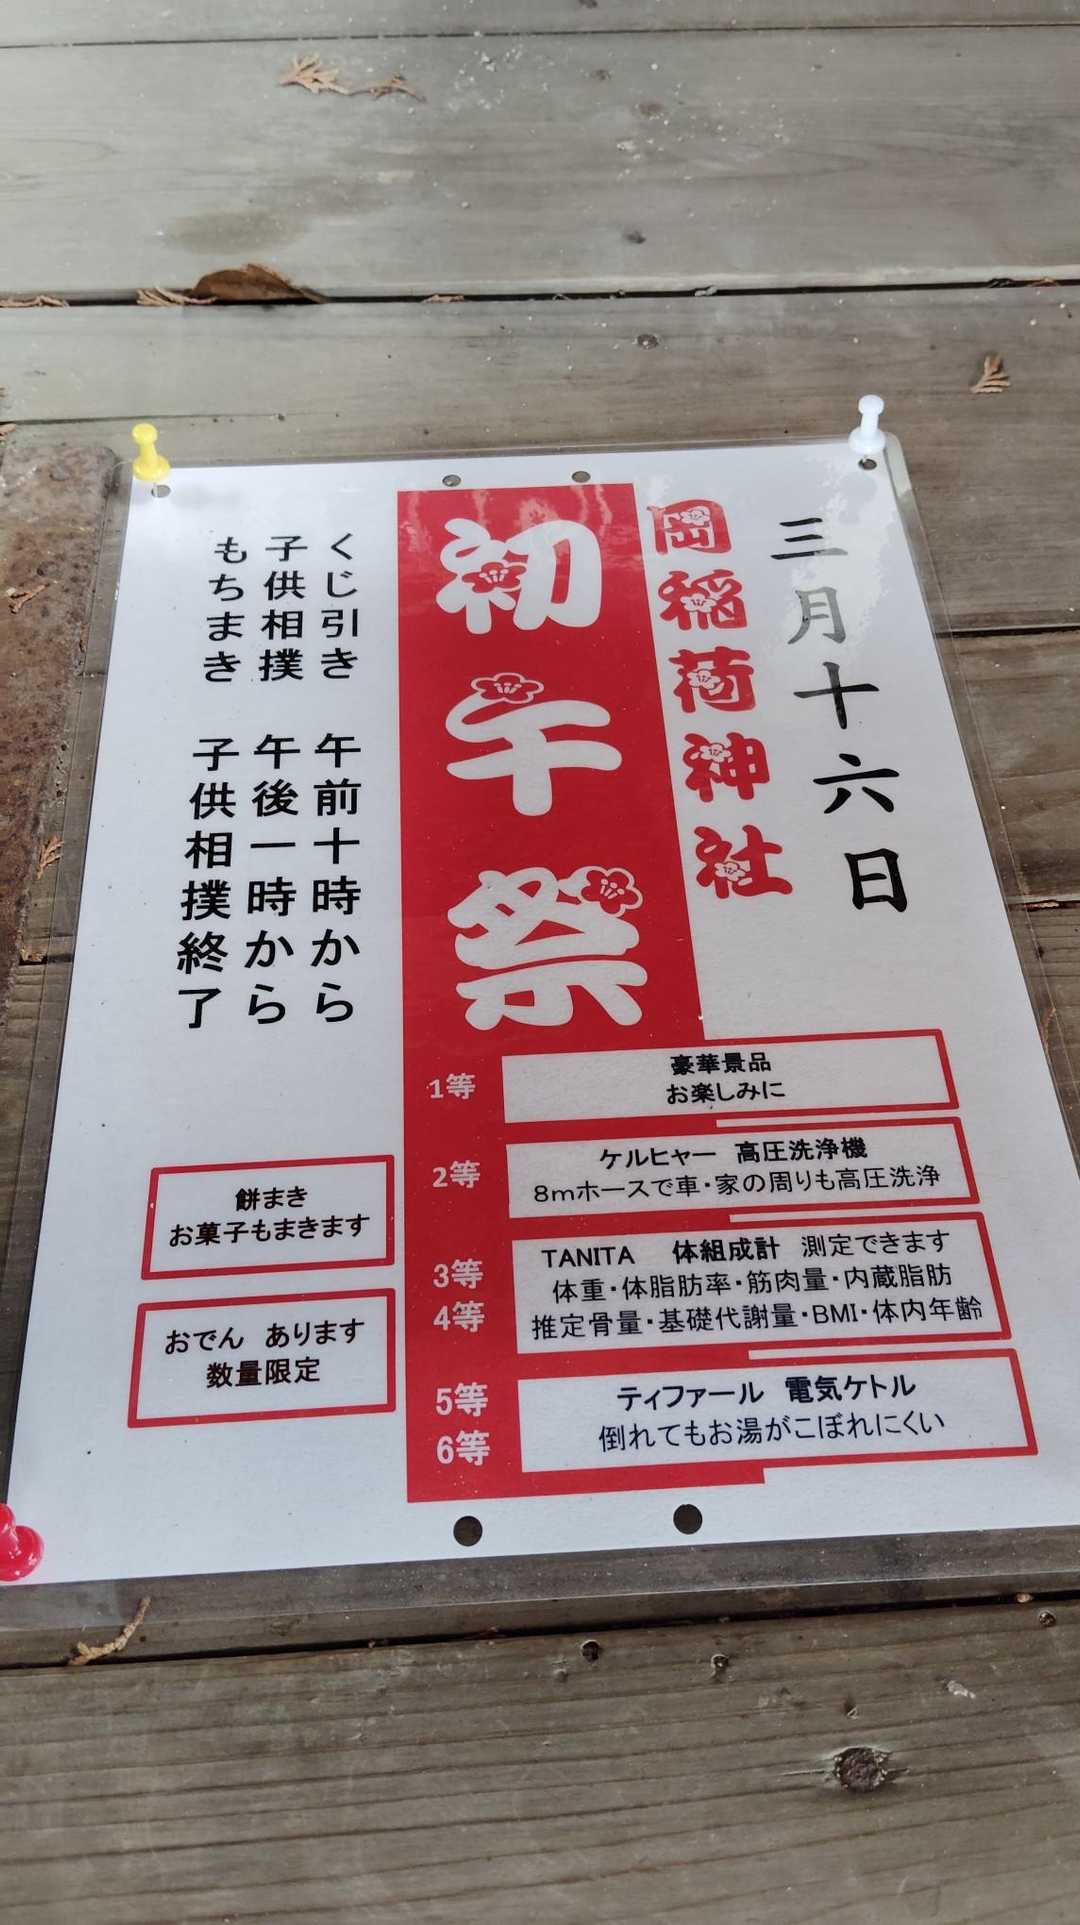 三月十六日
岡稲荷神社
初午祭
くじ引き 午前十時から
子供相撲 午後一時から
もちまき 子供相撲終了
1等
豪華景品
お楽しみに
2等
ケルヒャー 高圧洗浄機
8mホースで車・家の周りも高圧洗浄
3等
4等
TANITA 体組成計 測定できます
体重・体脂肪率・筋肉量・内蔵脂肪
推定骨量・基礎代謝量・BMI・体内年齢
5等
6等
ティファール 電気ケトル
倒れてもお湯がこぼれにくい
餅まき
お菓子もまきます
おでん あります
数量限定